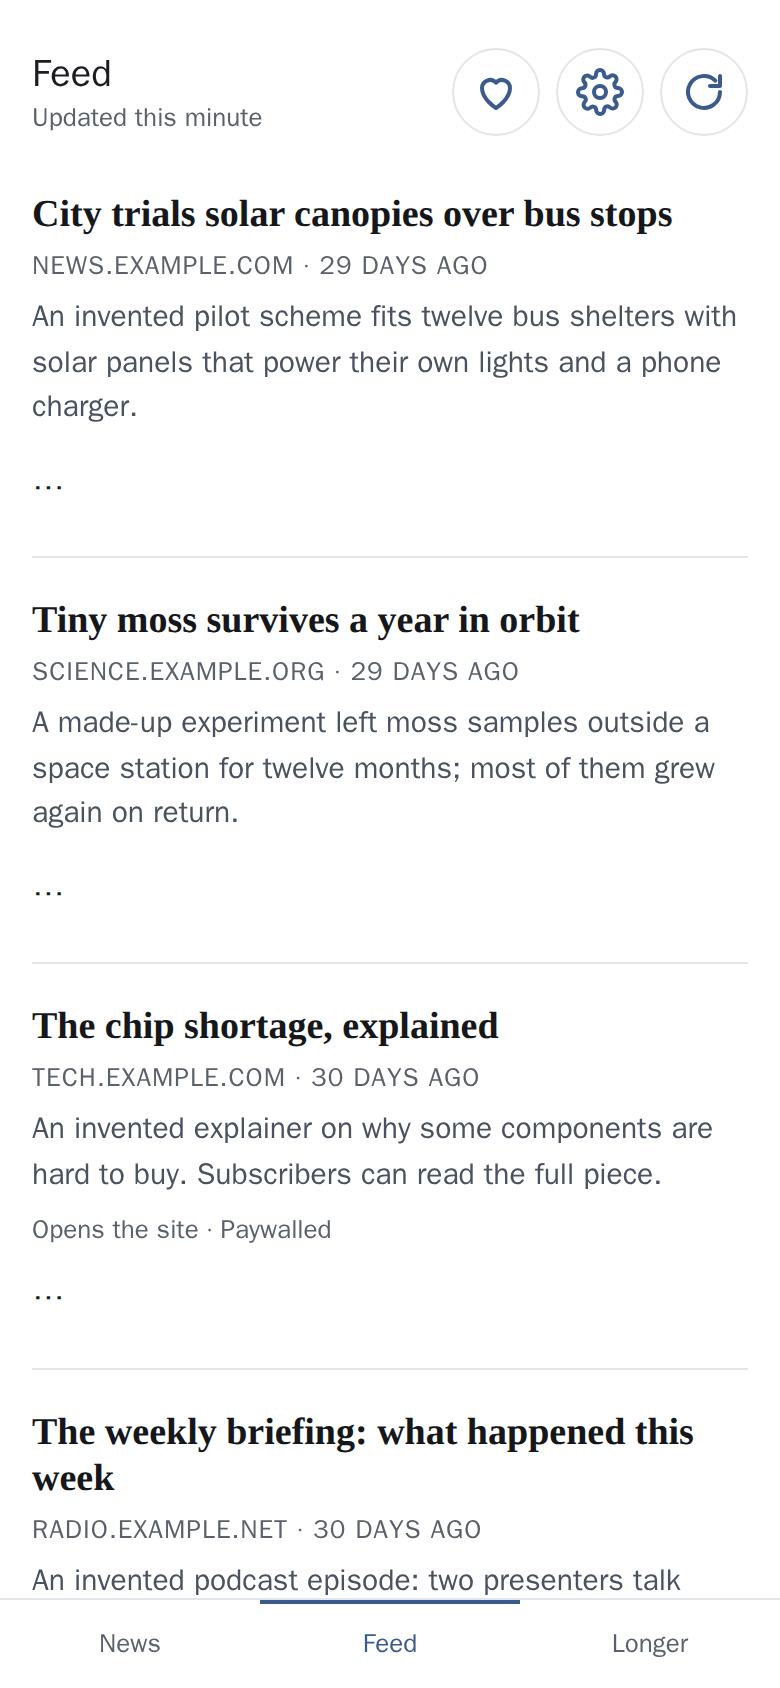 Feed
Updated this minute
City trials solar canopies over bus stops
NEWS.EXAMPLE.COM · 29 DAYS AGO
An invented pilot scheme fits twelve bus shelters with
solar panels that power their own lights and a phone
charger.
...
Tiny moss survives a year in orbit
SCIENCE.EXAMPLE.ORG · 29 DAYS AGO
A made-up experiment left moss samples outside a
space station for twelve months; most of them grew
again on return.
...
The chip shortage, explained
TECH.EXAMPLE.COM · 30 DAYS AGO
An invented explainer on why some components are
hard to buy. Subscribers can read the full piece.
Opens the site · Paywalled
...
The weekly briefing: what happened this
week
RADIO.EXAMPLE.NET · 30 DAYS AGO
An invented podcast episode: two presenters talk
News
Feed
Longer